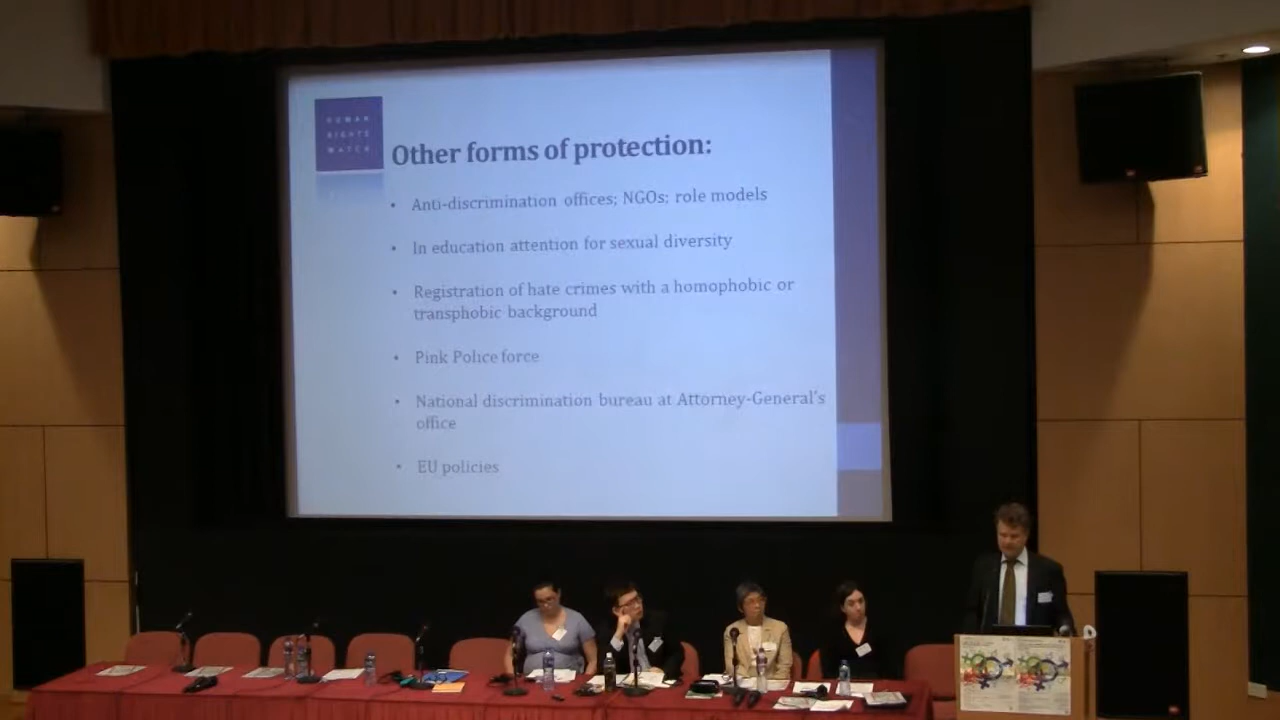 HUMAN
RIGHTS
WATCH
Other forms of protection:
• Anti-discrimination offices; NGOs; role models
• In education attention for sexual diversity
• Registration of hate crimes with a homophobic or
transphobic background
• Pink Police force
• National discrimination bureau at Attorney-General's
office
• EU policies